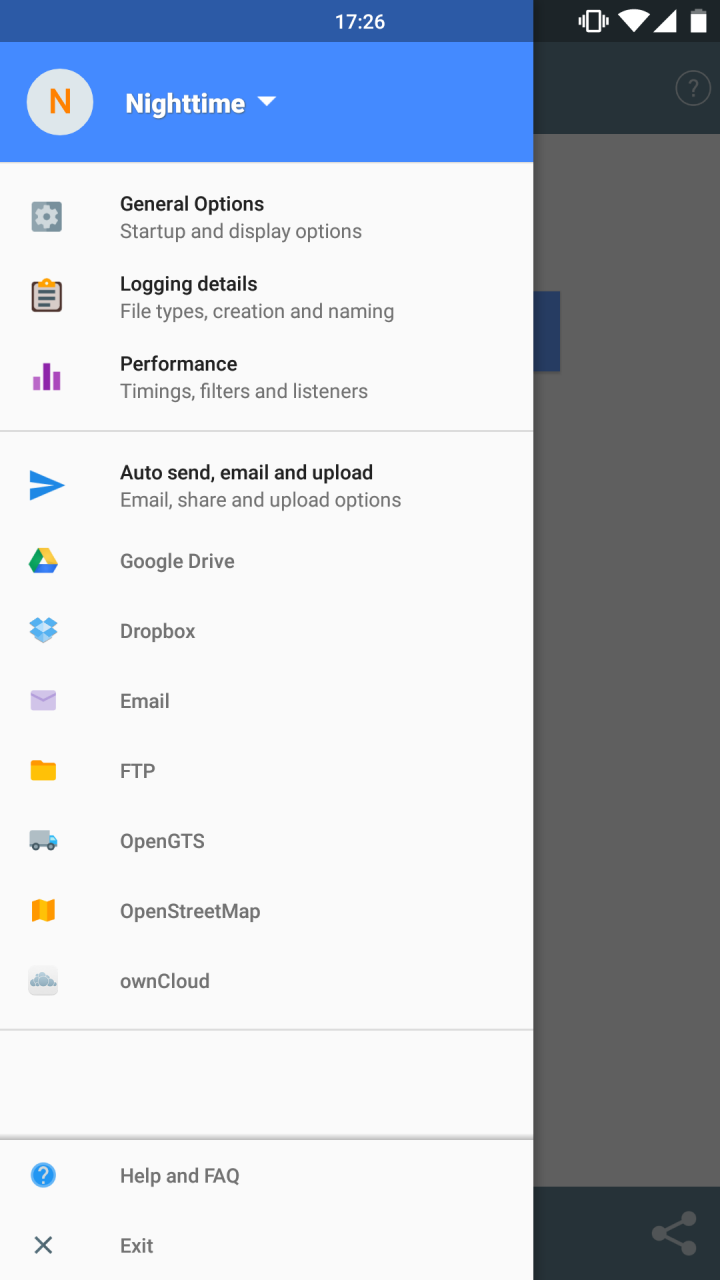 17:26
N
Nighttime
?
General Options
Startup and display options
Logging details
File types, creation and naming
Performance
Timings, filters and listeners
Auto send, email and upload
Email, share and upload options
Google Drive
Dropbox
Email
FTP
OpenGTS
OpenStreetMap
ownCloud
?
Help and FAQ
Exit